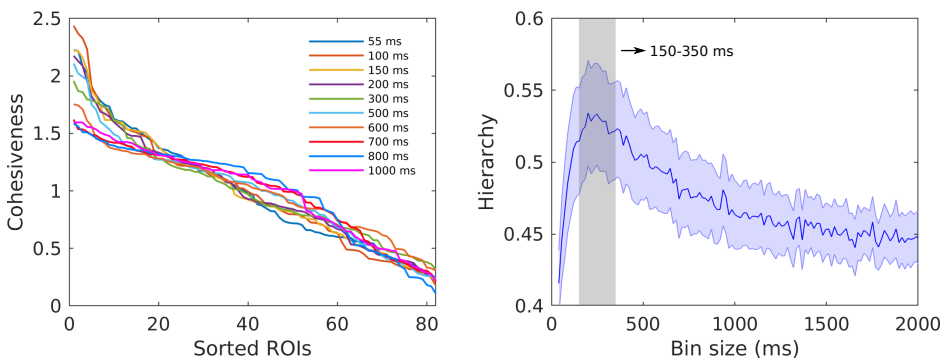 2.5
2
1.5
1
0.5
0
Cohesiveness
0 20 40 60 80
Sorted ROIs
55 ms
100 ms
150 ms
200 ms
300 ms
500 ms
600 ms
700 ms
800 ms
1000 ms
0.6
0.55
0.5
0.45
0.4
Hierarchy
150-350 ms
0 500 1000 1500 2000
Bin size (ms)